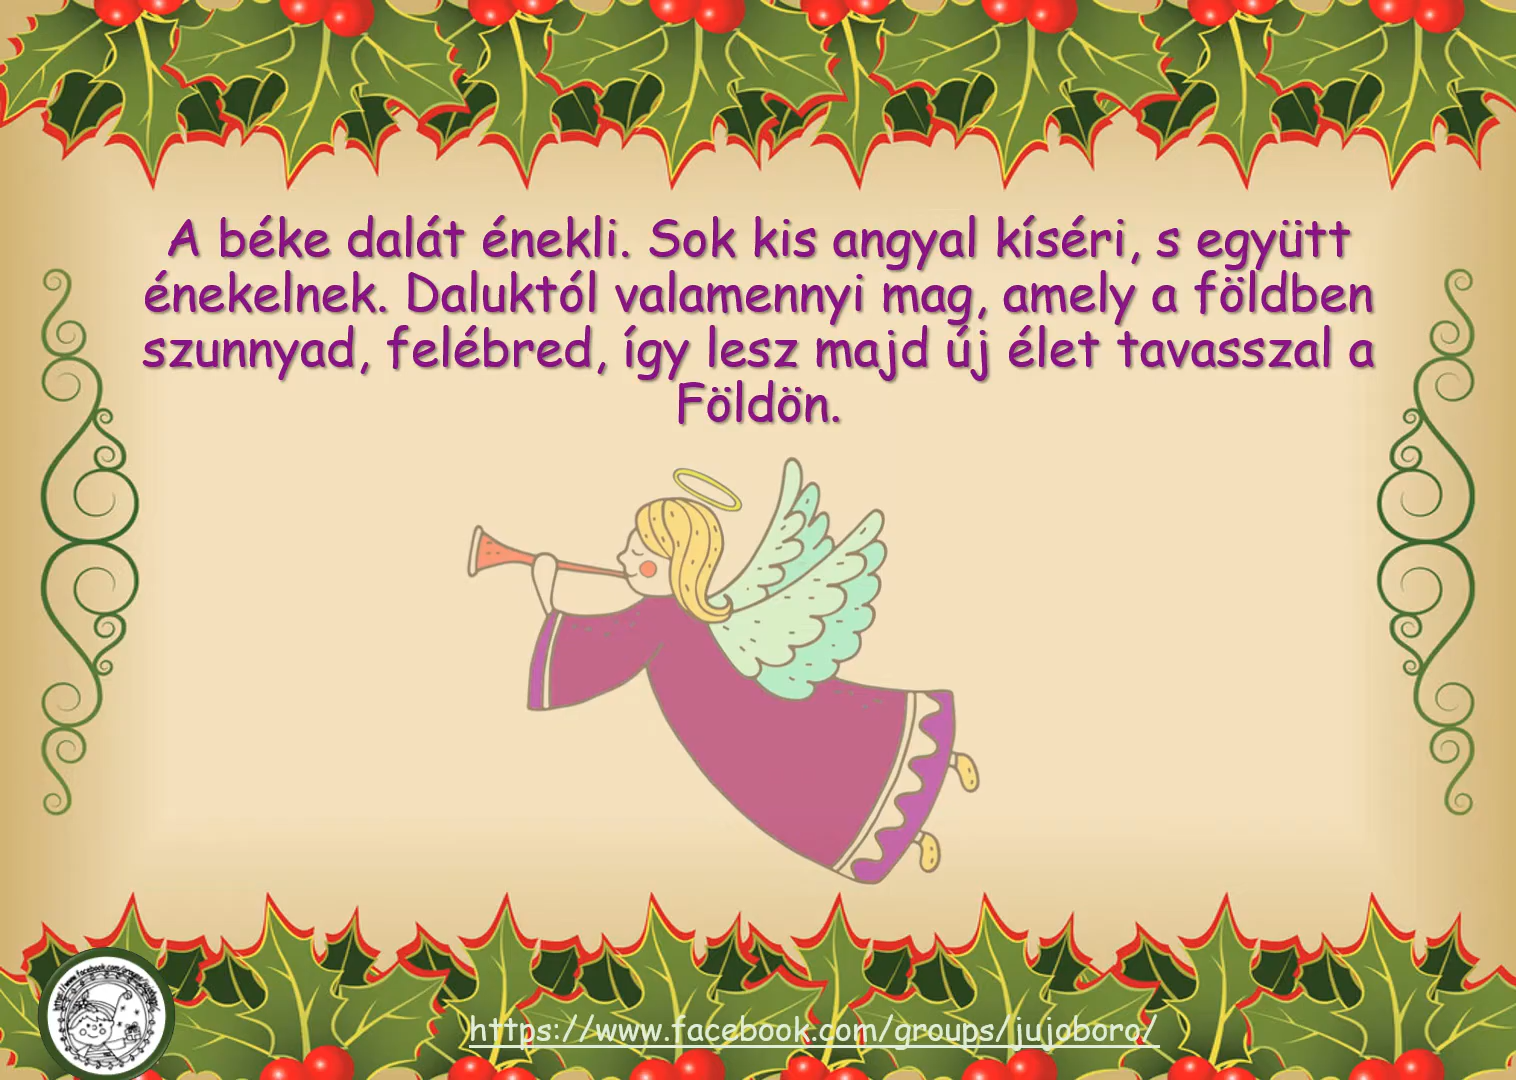 A béke dalát énekli. Sok kis angyal kíséri, s együtt
énekelnek. Daluktól valamennyi mag, amely a földben
szunnyad, felébred, így lesz majd új élet tavasszal a
Földön.
https://www.facebook.com/groups/jujoboro/